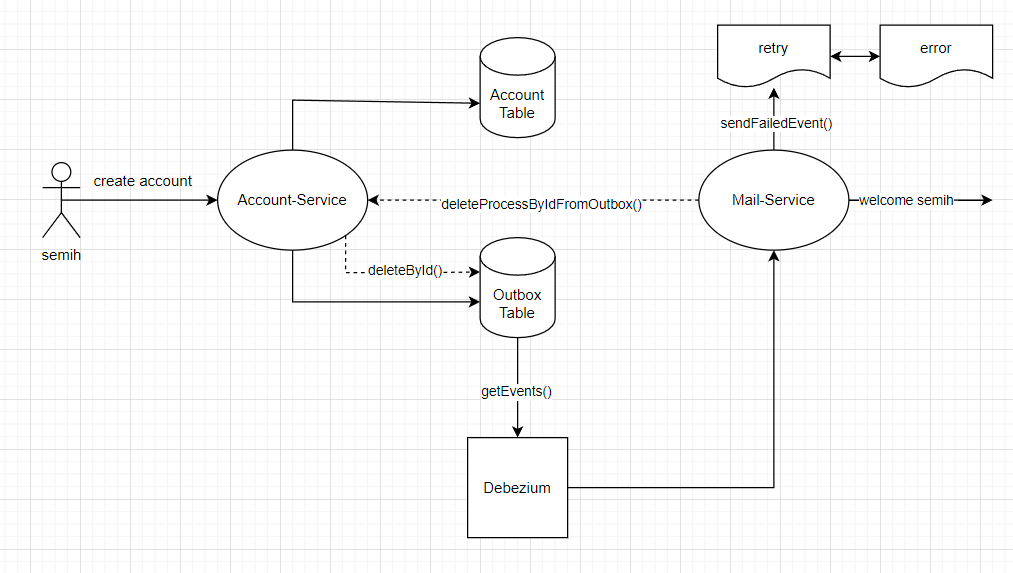 retry
error
Account
Table
sendFailedEvent()
create account
Account-Service
deleteProcessByIdFromOutbox()
Mail-Service
welcome semih
semih
deleteById()
Outbox
Table
getEvents()
Debezium